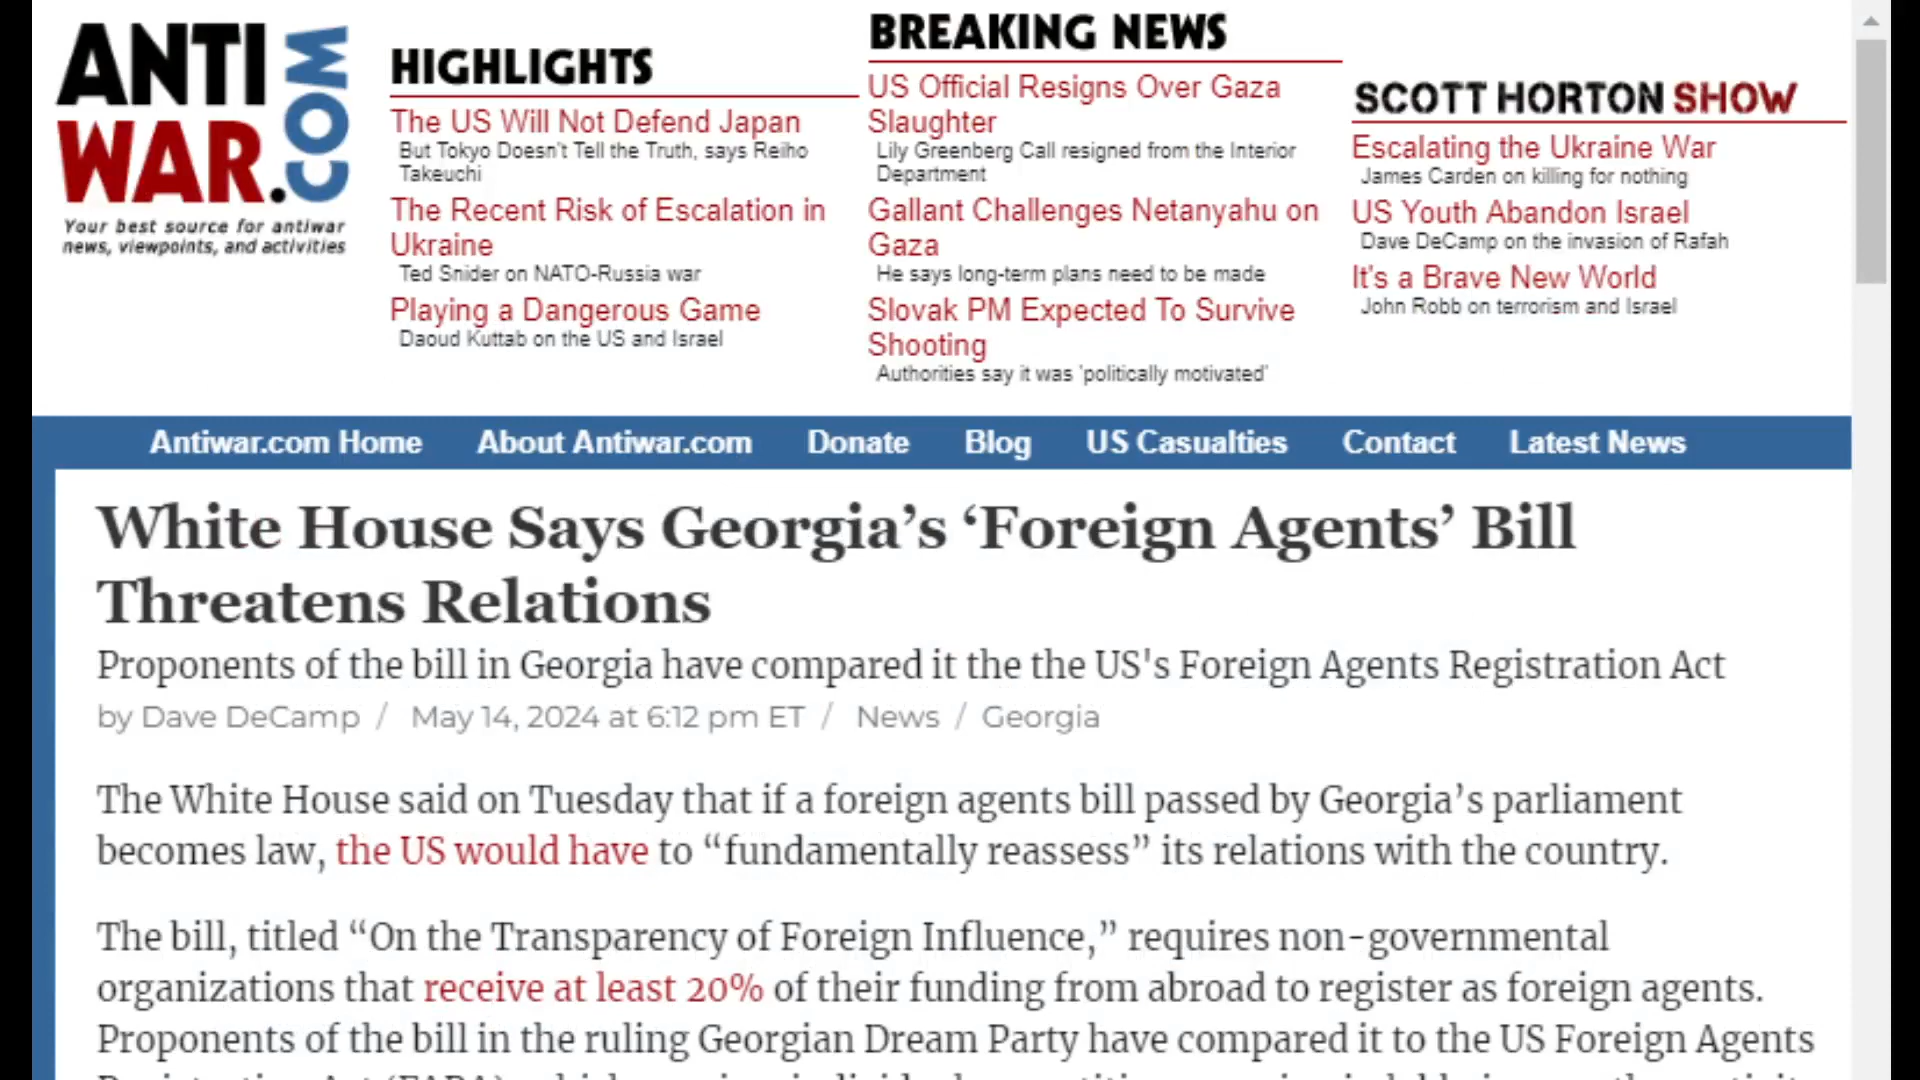 ANTI
WAR.COM
Your best source for antiwar
news, viewpoints, and activities
HIGHLIGHTS
The US Will Not Defend Japan
But Tokyo Doesn't Tell the Truth, says Reiho
Takeuchi
The Recent Risk of Escalation in
Ukraine
Ted Snider on NATO-Russia war
Playing a Dangerous Game
Daoud Kuttab on the US and Israel
BREAKING NEWS
US Official Resigns Over Gaza
Slaughter
Lily Greenberg Call resigned from the Interior
Department
Gallant Challenges Netanyahu on
Gaza
He says long-term plans need to be made
Slovak PM Expected To Survive
Shooting
Authorities say it was 'politically motivated'
SCOTT HORTON SHOW
Escalating the Ukraine War
James Carden on killing for nothing
US Youth Abandon Israel
Dave DeCamp on the invasion of Rafah
It's a Brave New World
John Robb on terrorism and Israel
Antiwar.com Home About Antiwar.com Donate Blog US Casualties Contact Latest News
White House Says Georgia’s ‘Foreign Agents’ Bill
Threatens Relations
Proponents of the bill in Georgia have compared it the the US's Foreign Agents Registration Act
by Dave DeCamp / May 14, 2024 at 6:12 pm ET / News / Georgia
The White House said on Tuesday that if a foreign agents bill passed by Georgia’s parliament
becomes law, the US would have to “fundamentally reassess” its relations with the country.
The bill, titled “On the Transparency of Foreign Influence,” requires non-governmental
organizations that receive at least 20% of their funding from abroad to register as foreign agents.
Proponents of the bill in the ruling Georgian Dream Party have compared it to the US Foreign Agents